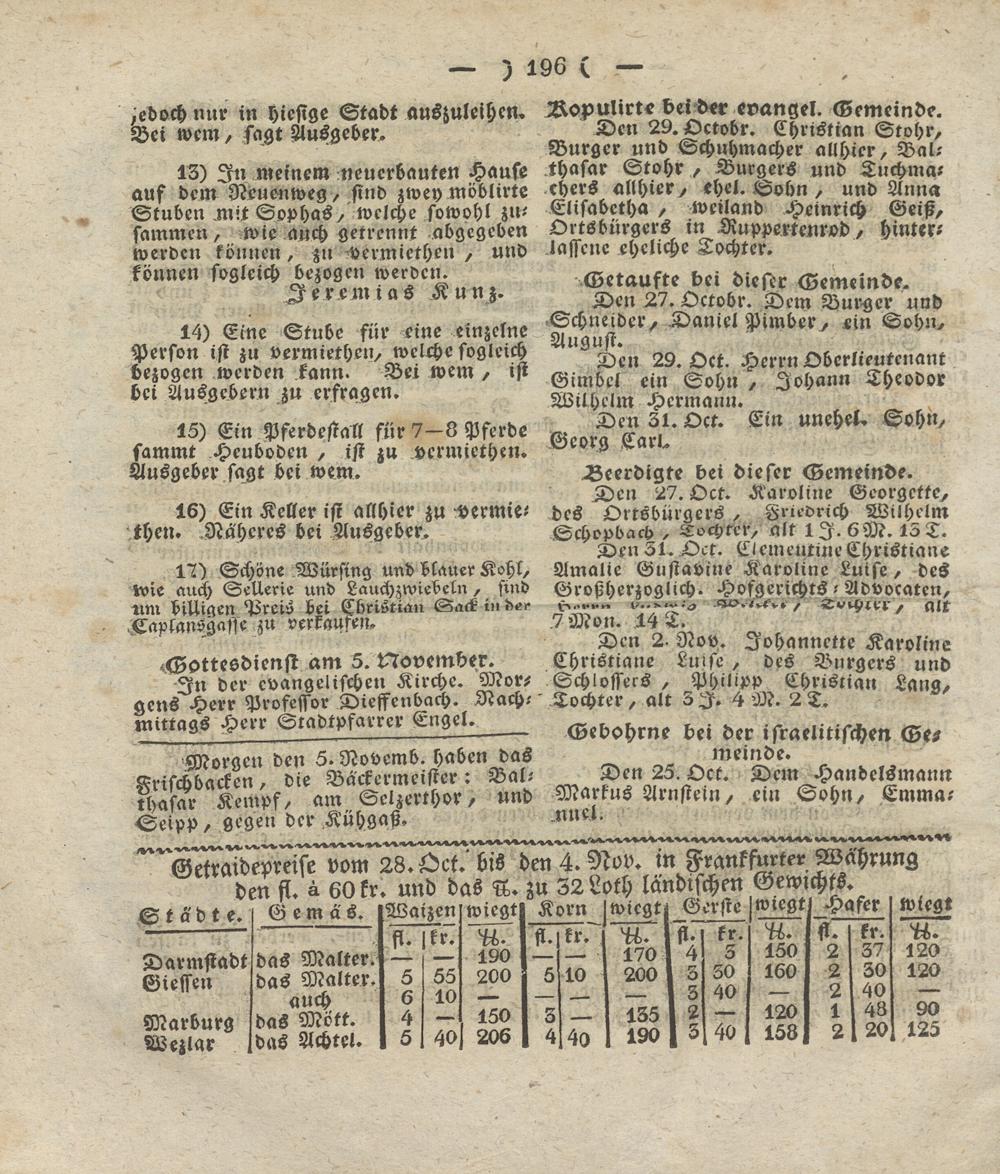 — ) 196 ( —
jedoch nur in hiesige Stadt auszuleihen.
Bei wem, sagt Ausgeber.
13) In meinem neuerbauten Hause
auf dem Neuenweg, sind zwey möblirte
Stuben mit Sophas, welche sowohl zu-
sammen, wie auch getrennt abgegeben
werden können, zu vermiethen, und
können sogleich bezogen werden.
Jeremias Kunz.
14) Eine Stube für eine einzelne
Person ist zu vermiethen, welche sogleich
bezogen werden kann. Bei wem, ist
bei Ausgebern zu erfragen.
15) Ein Pferdestall für 7—8 Pferde
sammt Heuboden, ist zu vermiethen.
Ausgeber sagt bei wem.
16) Ein Keller ist allhier zu vermie-
then. Näheres bei Ausgeber.
17) Schöne Würsing und blauer Kohl,
wie auch Sellerie und Lauchzwiebeln, sind
um billigen Preis bei Christian Sack in der
Caplansgasse zu verkaufen.
Gottesdienst am 5. November.
In der evangelischen Kirche. Mor-
gens Herr Professor Dieffenbach. Nach-
mittags Herr Stadtpfarrer Engel.
Morgen den 5. Novemb. haben das
Frischbacken, die Bäckermeister: Bal-
thasar Kempf, am Selzerthor, und
Seipp, gegen der Kühgaß.
Kopulirte bei der evangel. Gemeinde.
Den 29. Octobr. Christian Stohr,
Burger und Schuhmacher allhier, Bal-
thasar Stohr, Burgers und Tuchma-
chers allhier, ehel. Sohn, und Anna
Elisabetha, weiland Heinrich Geiß,
Ortsbürgers in Ruppertenrod, hinter-
lassene eheliche Tochter.
Getaufte bei dieser Gemeinde.
Den 27. Octobr. Dem Burger und
Schneider, Daniel Pimber, ein Sohn,
August.
Den 29. Oct. Herrn Oberlieutenant
Gimbel ein Sohn, Johann Theodor
Wilhelm Hermann.
Den 31. Oct. Ein unehel. Sohn,
Georg Carl.
Beerdigte bei dieser Gemeinde.
Den 27. Oct. Karoline Georgette,
des Ortsbürgers, Friedrich Wilhelm
Schopbach, Tochter, alt 1 J. 6 M. 13 T.
Den 31. Oct. Clementine Christiane
Amalie Gustavine Karoline Luise, des
Großherzoglich. Hofgerichts-Advocaten,
Herrn Tochter, alt
7 Mon. 14 T.
Den 2. Nov. Johannette Karoline
Christiane Luise, des Burgers und
Schlossers, Philipp Christian Lang,
Tochter, alt 3 J. 4 M. 2 T.
Gebohrne bei der israelitischen Ge-
meinde.
Den 25. Oct. Dem Handelsmann
Markus Arnstein, ein Sohn, Emma-
nuel.
Getraidepreise vom 28. Oct. bis den 4. Nov. in Frankfurter Währung
den fl. à 60 kr. und das ℔. zu 32 Loth ländischen Gewichts.
Städte. Gemäs. Waizen wiegt Korn wiegt Gerste wiegt Hafer wiegt
fl. kr. ℔. fl. kr. ℔. fl. kr. ℔. fl. kr. ℔.
Darmstadt das Malter. — — 190 — — 170 4 3 150 2 37 120
Giessen das Malter. 5 55 200 5 10 200 3 30 160 2 30 120
auch 6 10 — — — — 3 40 — 2 40 —
Marburg das Mött. 4 — 150 3 — 135 2 — 120 1 48 90
Wezlar das Achtel. 5 40 206 4 40 190 3 40 158 2 20 125